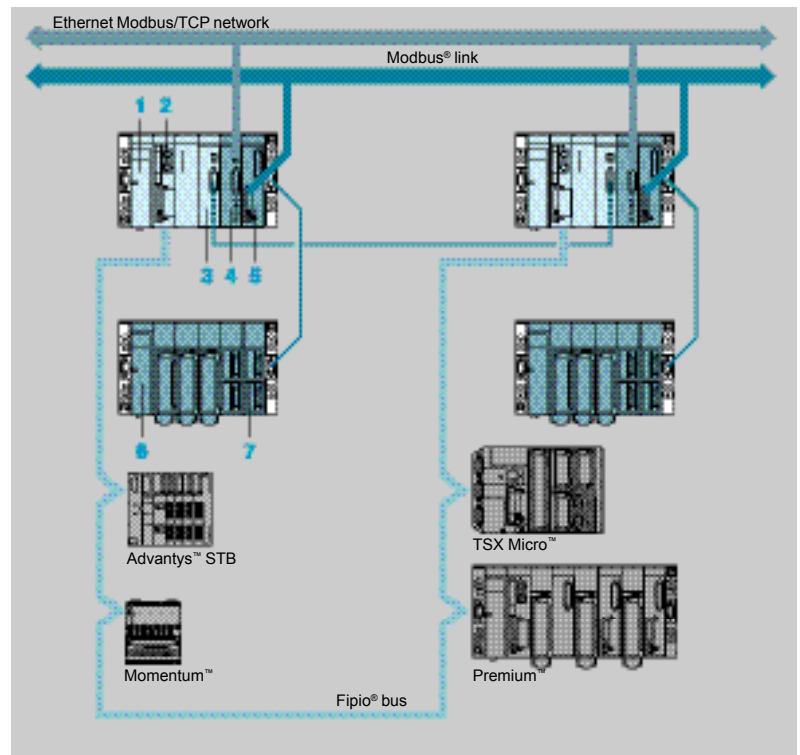 Ethernet Modbus/TCP network
Modbus® link
1 2
3 4 5
6 7
Advantys™ STB
TSX Micro™
Momentum™
Premium™
Fipio® bus